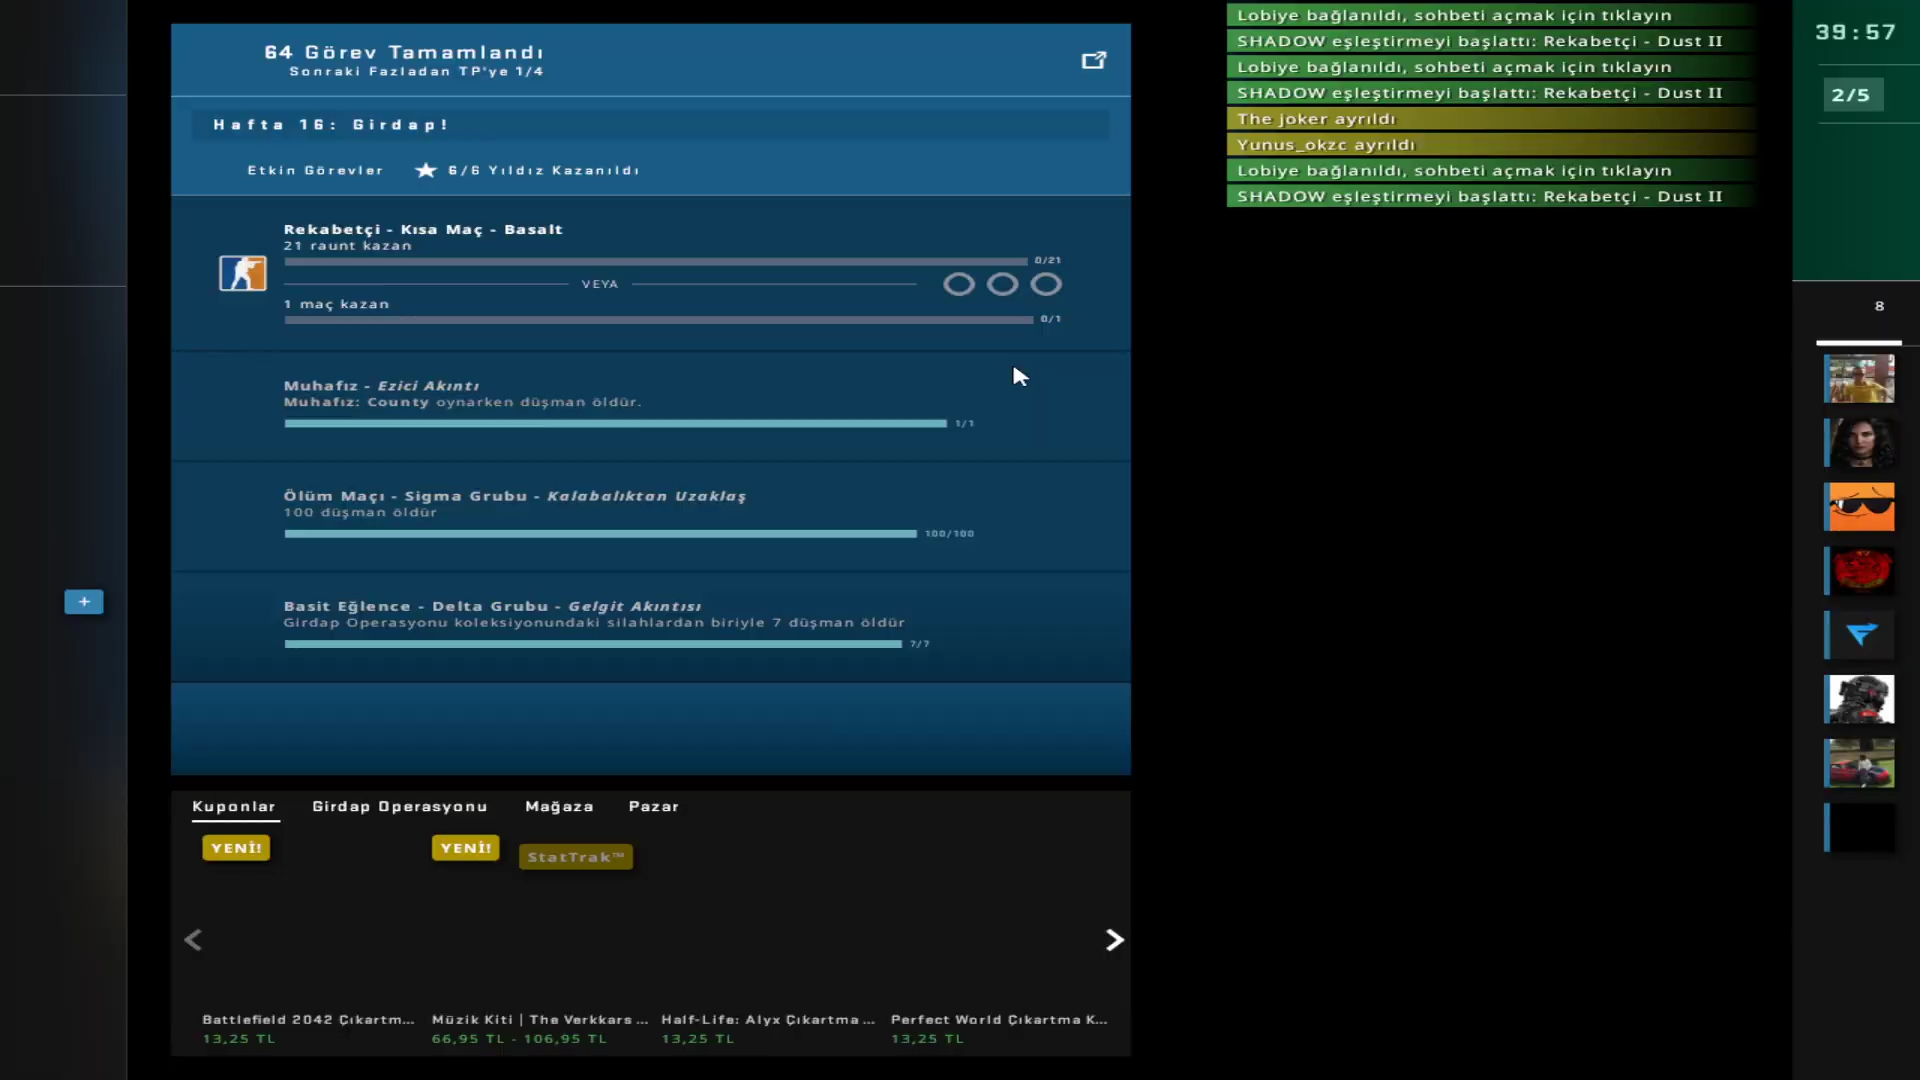 64 Görev Tamamlandı
Sonraki Fazladan TP'ye 1/4
Hafta 16: Girdap!
Etkin Görevler
6/6 Yıldız Kazanıldı
Rekabetçi - Kısa Maç - Basalt
21 raunt kazan
0/21
VEYA
1 maç kazan
0/1
Muhafız - Ezici Akıntı
Muhafız: County oynarken düşman öldür.
1/1
Ölüm Maçı - Sigma Grubu - Kalabalıktan Uzaklaş
100 düşman öldür
100/100
Basit Eğlence - Delta Grubu - Gelgit Akıntısı
Girdap Operasyonu koleksiyonundaki silahlardan biriyle 7 düşman öldür
7/7
+
Kuponlar Girdap Operasyonu Mağaza Pazar
YENİ! YENİ! StatTrak™
Battlefield 2042 Çıkartm... Müzik Kiti | The Verkkars ... Half-Life: Alyx Çıkartma ... Perfect World Çıkartma K...
13,25 TL 66,95 TL - 106,95 TL 13,25 TL 13,25 TL
Lobiye bağlanıldı, sohbeti açmak için tıklayın
SHADOW eşleştirmeyi başlattı: Rekabetçi - Dust II
Lobiye bağlanıldı, sohbeti açmak için tıklayın
SHADOW eşleştirmeyi başlattı: Rekabetçi - Dust II
The joker ayrıldı
Yunus_okzc ayrıldı
Lobiye bağlanıldı, sohbeti açmak için tıklayın
SHADOW eşleştirmeyi başlattı: Rekabetçi - Dust II
39:57
2/5
8